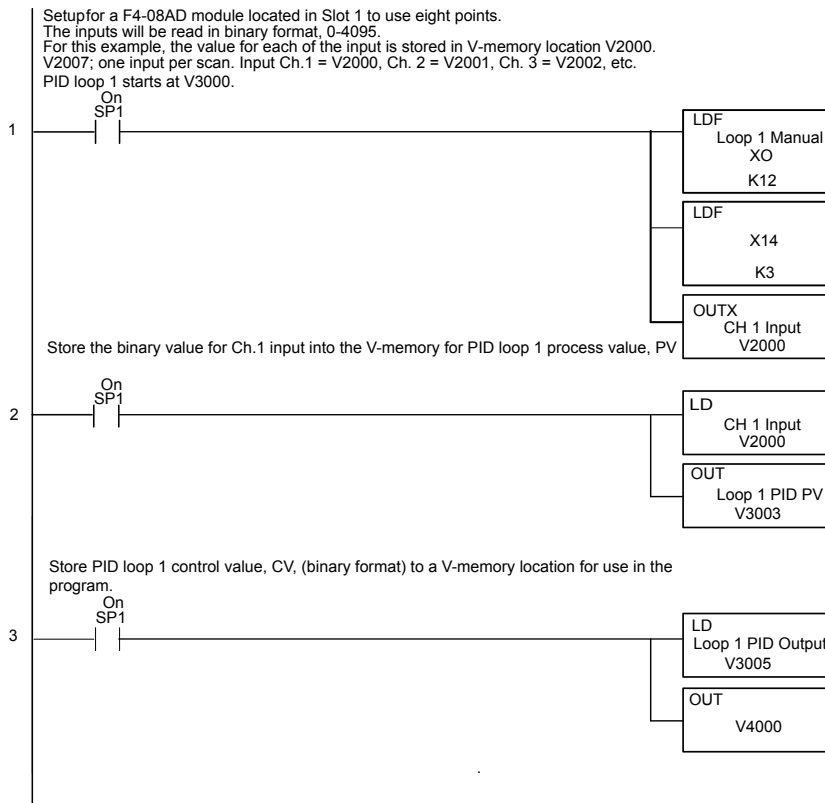 Setupfor a F4-08AD module located in Slot 1 to use eight points.
The inputs will be read in binary format, 0-4095.
For this example, the value for each of the input is stored in V-memory location V2000.
V2007; one input per scan. Input Ch.1 = V2000, Ch. 2 = V2001, Ch. 3 = V2002, etc.
PID loop 1 starts at V3000.
On
SP1
1
LDF
Loop 1 Manual
XO
K12
LDF
X14
K3
OUTX
CH 1 Input
V2000
Store the binary value for Ch.1 input into the V-memory for PID loop 1 process value, PV
On
SP1
2
LD
CH 1 Input
V2000
OUT
Loop 1 PID PV
V3003
Store PID loop 1 control value, CV, (binary format) to a V-memory location for use in the
program.
On
SP1
3
LD
Loop 1 PID Output
V3005
OUT
V4000